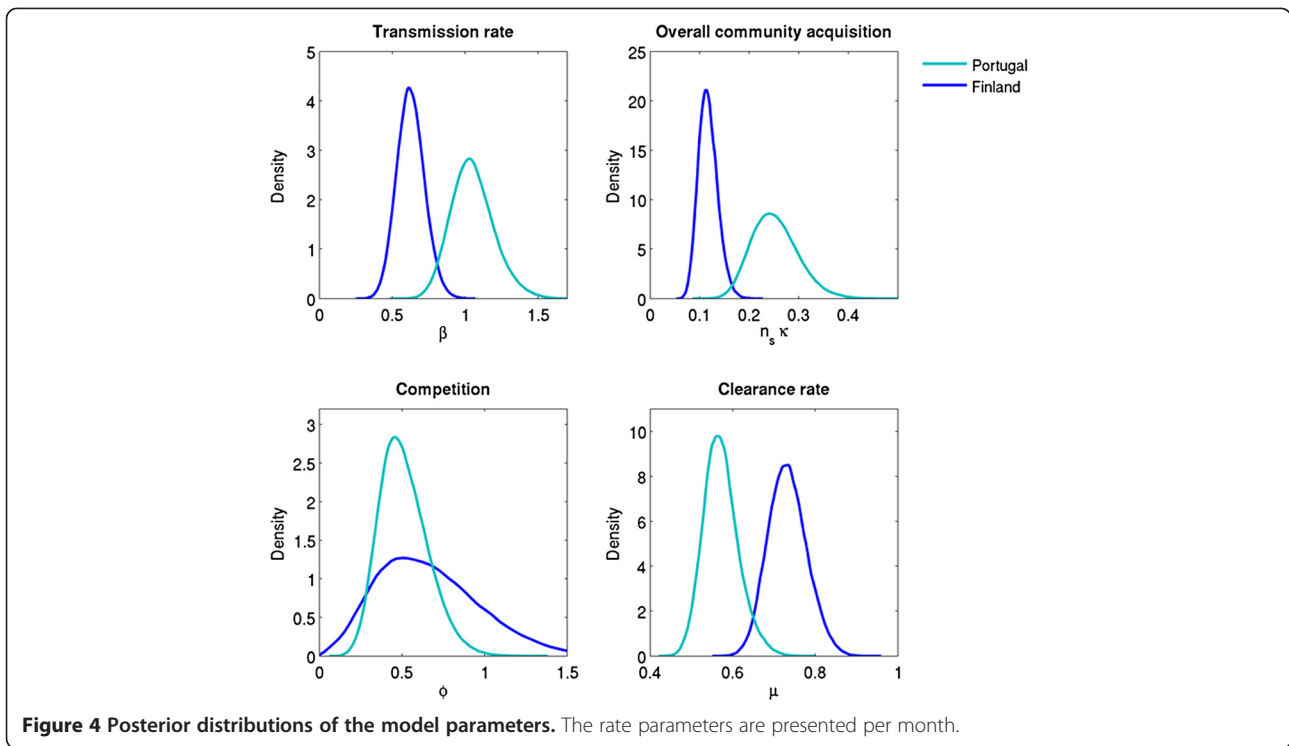 Transmission rate
5
4
3
2
1
0
Density
0 0.5 1 1.5
β
Overall community acquisition
25
20
15
10
5
0
Density
0 0.1 0.2 0.3 0.4
n_s κ
Portugal
Finland
Competition
3
2.5
2
1.5
1
0.5
0
Density
0 0.5 1 1.5
ϕ
Clearance rate
10
8
6
4
2
0
Density
0.4 0.6 0.8 1
μ
Figure 4 Posterior distributions of the model parameters. The rate parameters are presented per month.